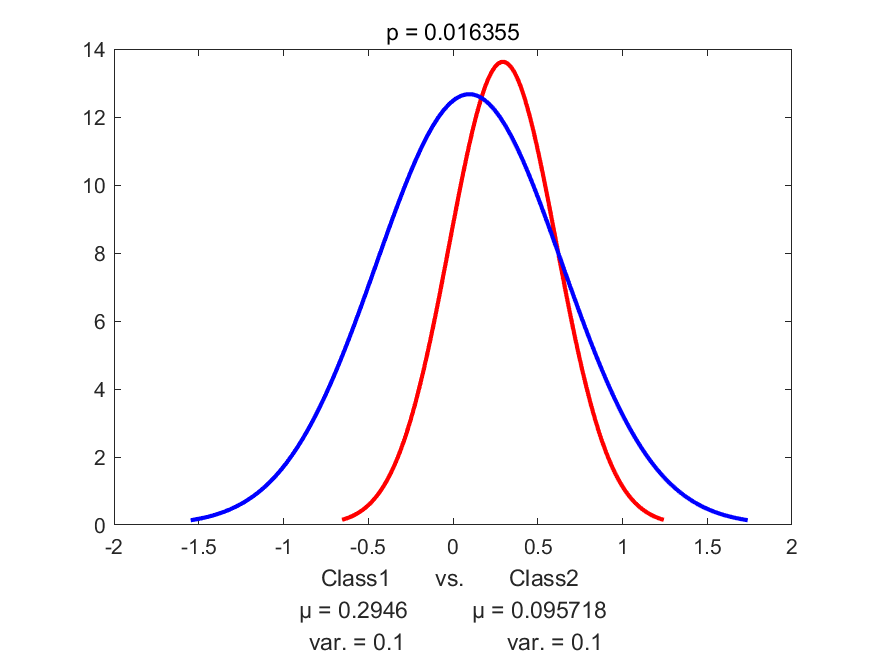 p = 0.016355
14
12
10
8
6
4
2
0
-2 -1.5 -1 -0.5 0 0.5 1 1.5 2
Class1 vs. Class2
μ = 0.2946 μ = 0.095718
var. = 0.1 var. = 0.1